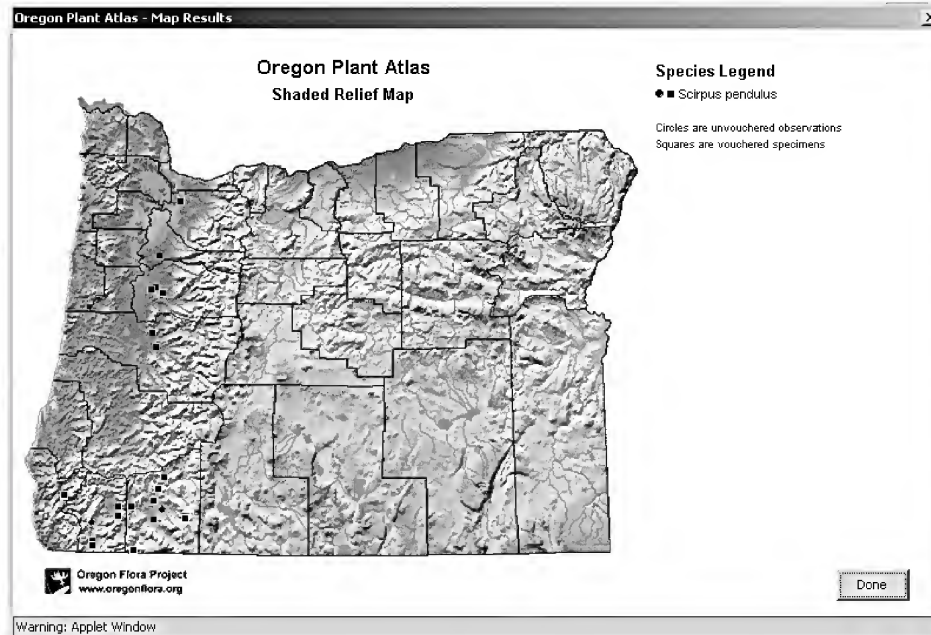 Oregon Plant Atlas - Map Results
X
Oregon Plant Atlas
Shaded Relief Map
Species Legend
Scirpus pendulus
Circles are unvouchered observations
Squares are vouchered specimens
Oregon Flora Project
www.oregonflora.org
Done
Warning: Applet Window